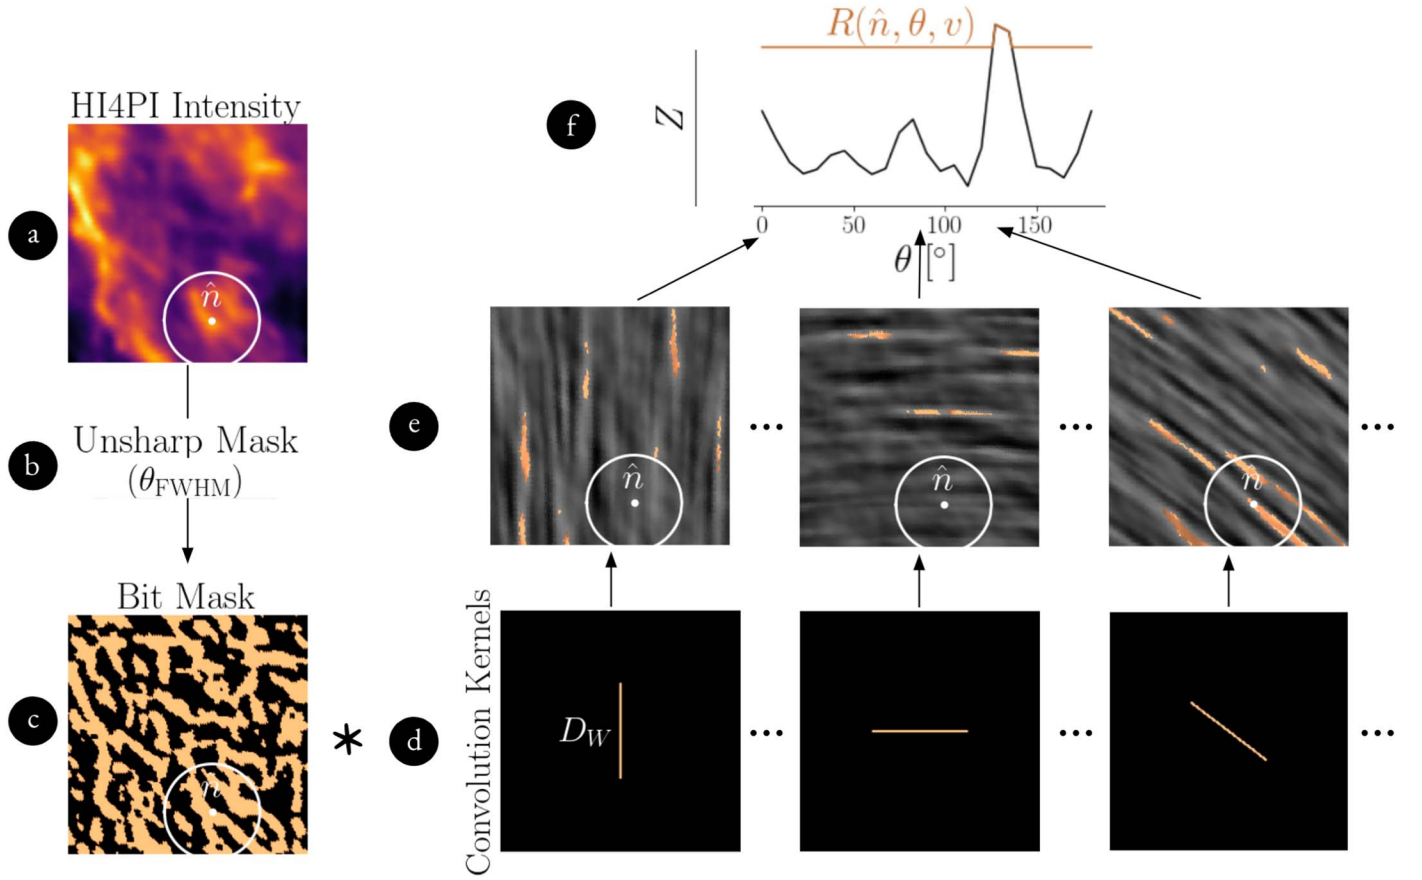 R(n̂, θ, v)
f
Z
0 50 100 150
θ [°]
HI4PI Intensity
a
n̂
b
Unsharp Mask
(θFWHM)
Bit Mask
c
n̂
*
e
n̂
n̂
n̂
...
...
...
d
Convolution Kernels
DW
...
...
...